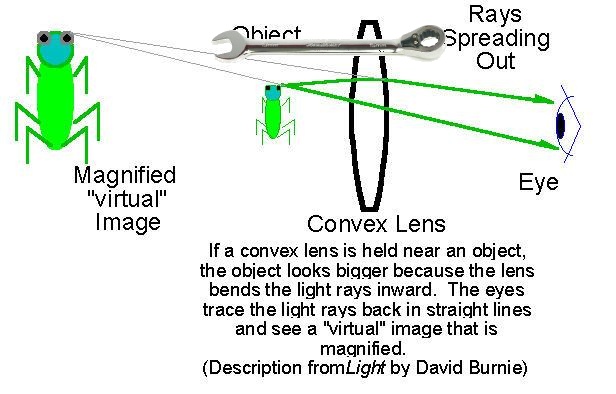 Object
Rays
Spreading
Out
Magnified
"virtual"
Image
Eye
Convex Lens
If a convex lens is held near an object,
the object looks bigger because the lens
bends the light rays inward. The eyes
trace the light rays back in straight lines
and see a "virtual" image that is
magnified.
(Description fromLight by David Burnie)